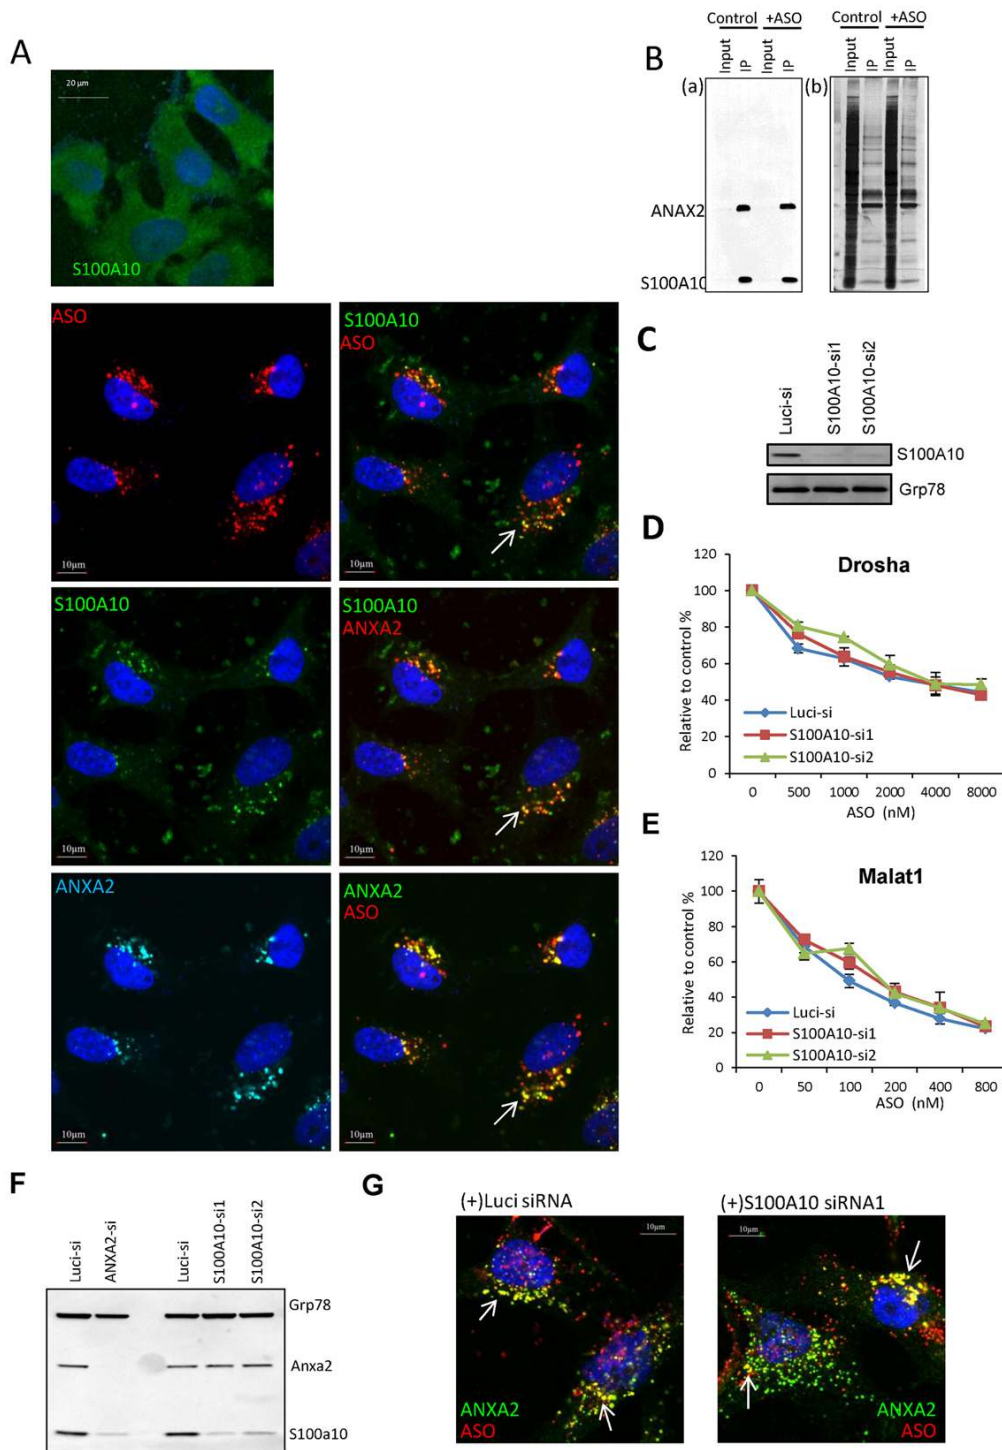 A
20 μm
S100A10
ASO
10μm
S100A10
ASO
10μm
S100A10
10μm
S100A10
ANXA2
10μm
ANXA2
10μm
ANXA2
ASO
10μm
B
Control +ASO
Input IP Input IP
(a)
ANAX2
S100A10
Control +ASO
Input IP Input IP
(b)
C
Luci-si S100A10-si1 S100A10-si2
S100A10
Grp78
D
Drosha
Relative to control %
120
100
80
60
40
20
0
Luci-si
S100A10-si1
S100A10-si2
0 500 1000 2000 4000 8000
ASO (nM)
E
Malat1
Relative to control %
120
100
80
60
40
20
0
Luci-si
S100A10-si1
S100A10-si2
0 50 100 200 400 800
ASO (nM)
F
Luci-si ANXA2-si Luci-si S100A10-si1 S100A10-si2
Grp78
Anxa2
S100a10
G
(+)Luci siRNA
10μm
ANXA2
ASO
(+)S100A10 siRNA1
10μm
ANXA2
ASO